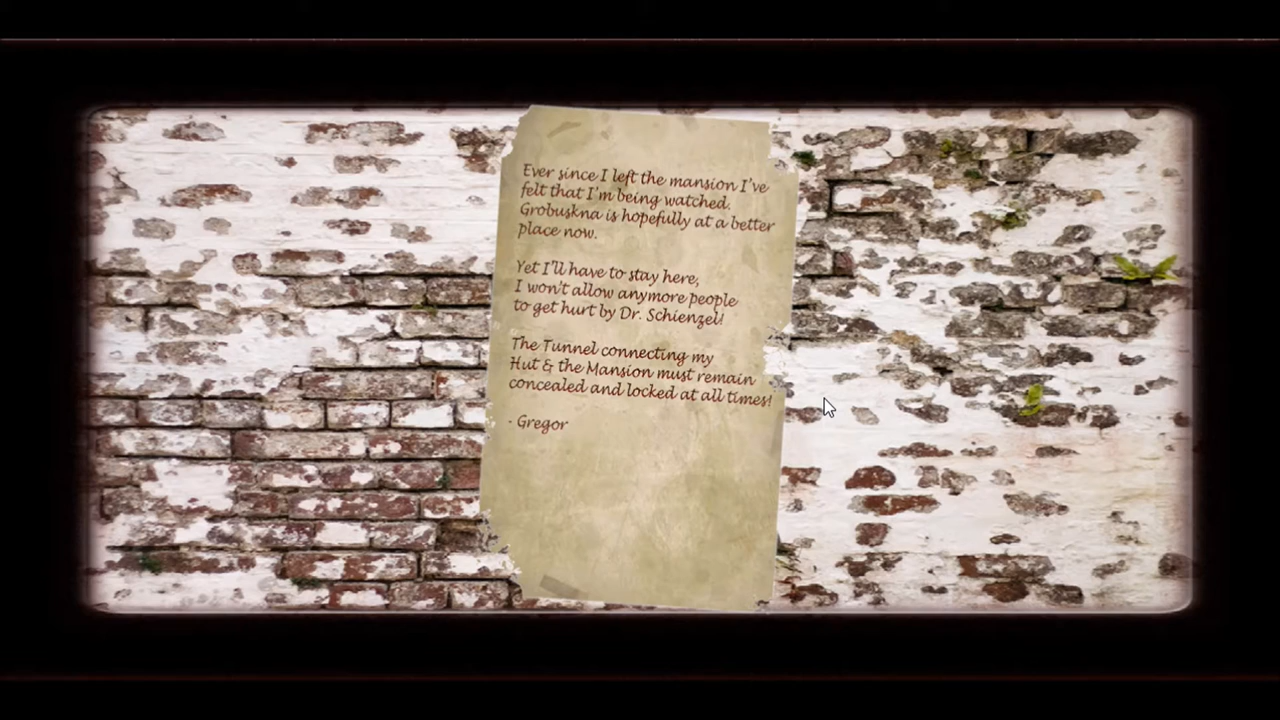 Ever since I left the mansion I've
felt that I'm being watched.
Grobuskna is hopefully at a better
place now.
Yet I'll have to stay here,
I won't allow anymore people
to get hurt by Dr. Schienzel!
The Tunnel connecting my
Hut & the Mansion must remain
concealed and locked at all times!
- Gregor